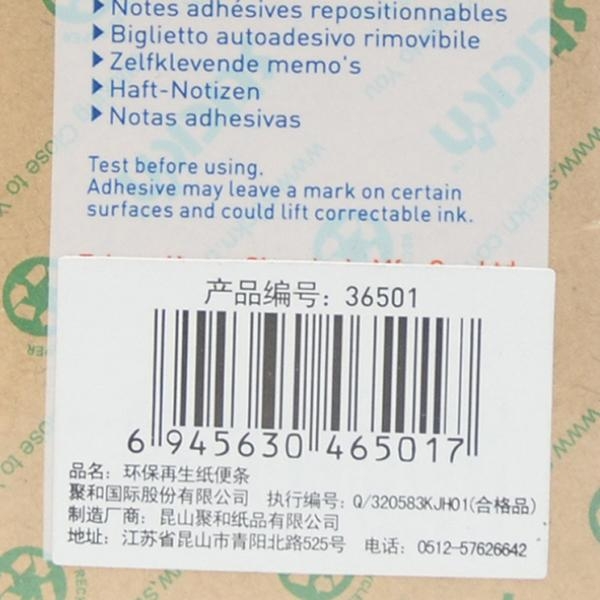 Notes adhésives repositionnables
Biglietto autoadesivo rimovibile
Zelfklevende memo's
Haft-Notizen
Notas adhesivas
Test before using.
Adhesive may leave a mark on certain
surfaces and could lift correctable ink.
产品编号: 36501
6 945630 465017
品名: 环保再生纸便条
聚和国际股份有限公司 执行编号: Q/320583KJH01(合格品)
制造厂商: 昆山聚和纸品有限公司
地址: 江苏省昆山市青阳北路525号 电话: 0512-57626642